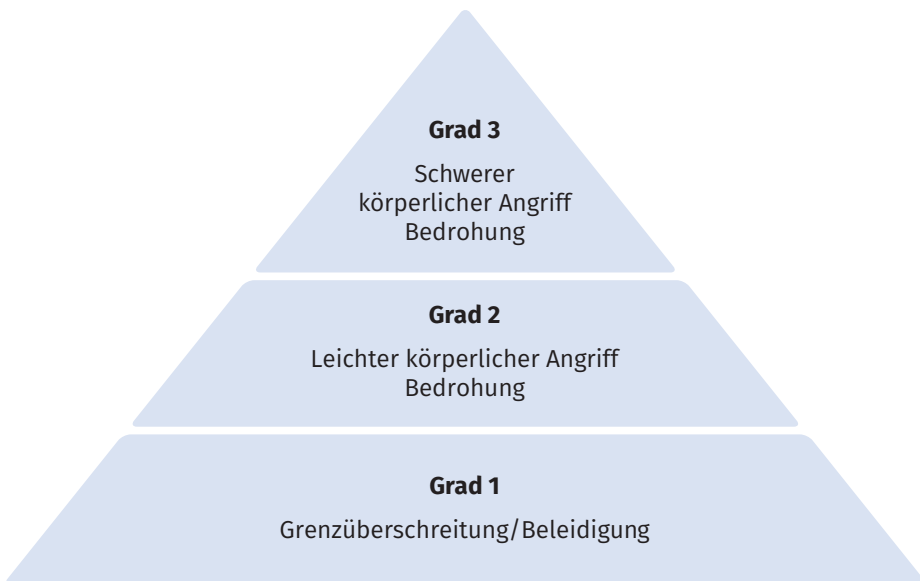 Grad 3
Schwerer
körperlicher Angriff
Bedrohung
Grad 2
Leichter körperlicher Angriff
Bedrohung
Grad 1
Grenzüberschreitung/Beleidigung